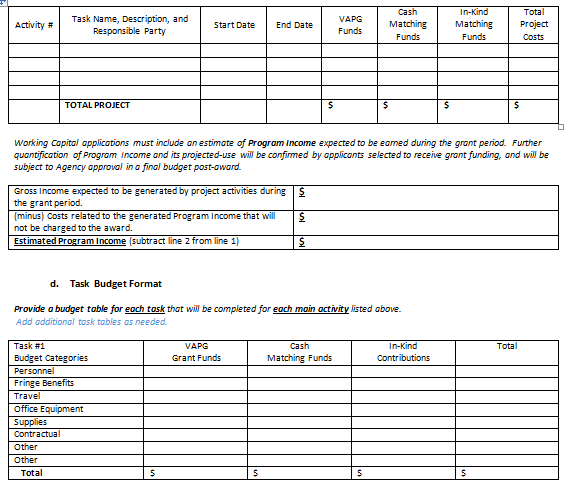 Activity # Task Name, Description, and Responsible Party Start Date End Date VAPG Funds Cash Matching Funds In-Kind Matching Funds Total Project Costs
TOTAL PROJECT $ $ $ $
Working Capital applications must include an estimate of Program Income expected to be earned during the grant period. Further
quantification of Program Income and its projected-use will be confirmed by applicants selected to receive grant funding, and will be
subject to Agency approval in a final budget post-award.
Gross Income expected to be generated by project activities during $
the grant period.
(minus) Costs related to the generated Program Income that will $
not be charged to the award.
Estimated Program Income (subtract line 2 from line 1) $
d. Task Budget Format
Provide a budget table for each task that will be completed for each main activity listed above.
Add additional task tables as needed.
Task #1 VAPG Cash In-Kind Total
Budget Categories Grant Funds Matching Funds Contributions
Personnel
Fringe Benefits
Travel
Office Equipment
Supplies
Contractual
Other
Other
Total $ $ $ $